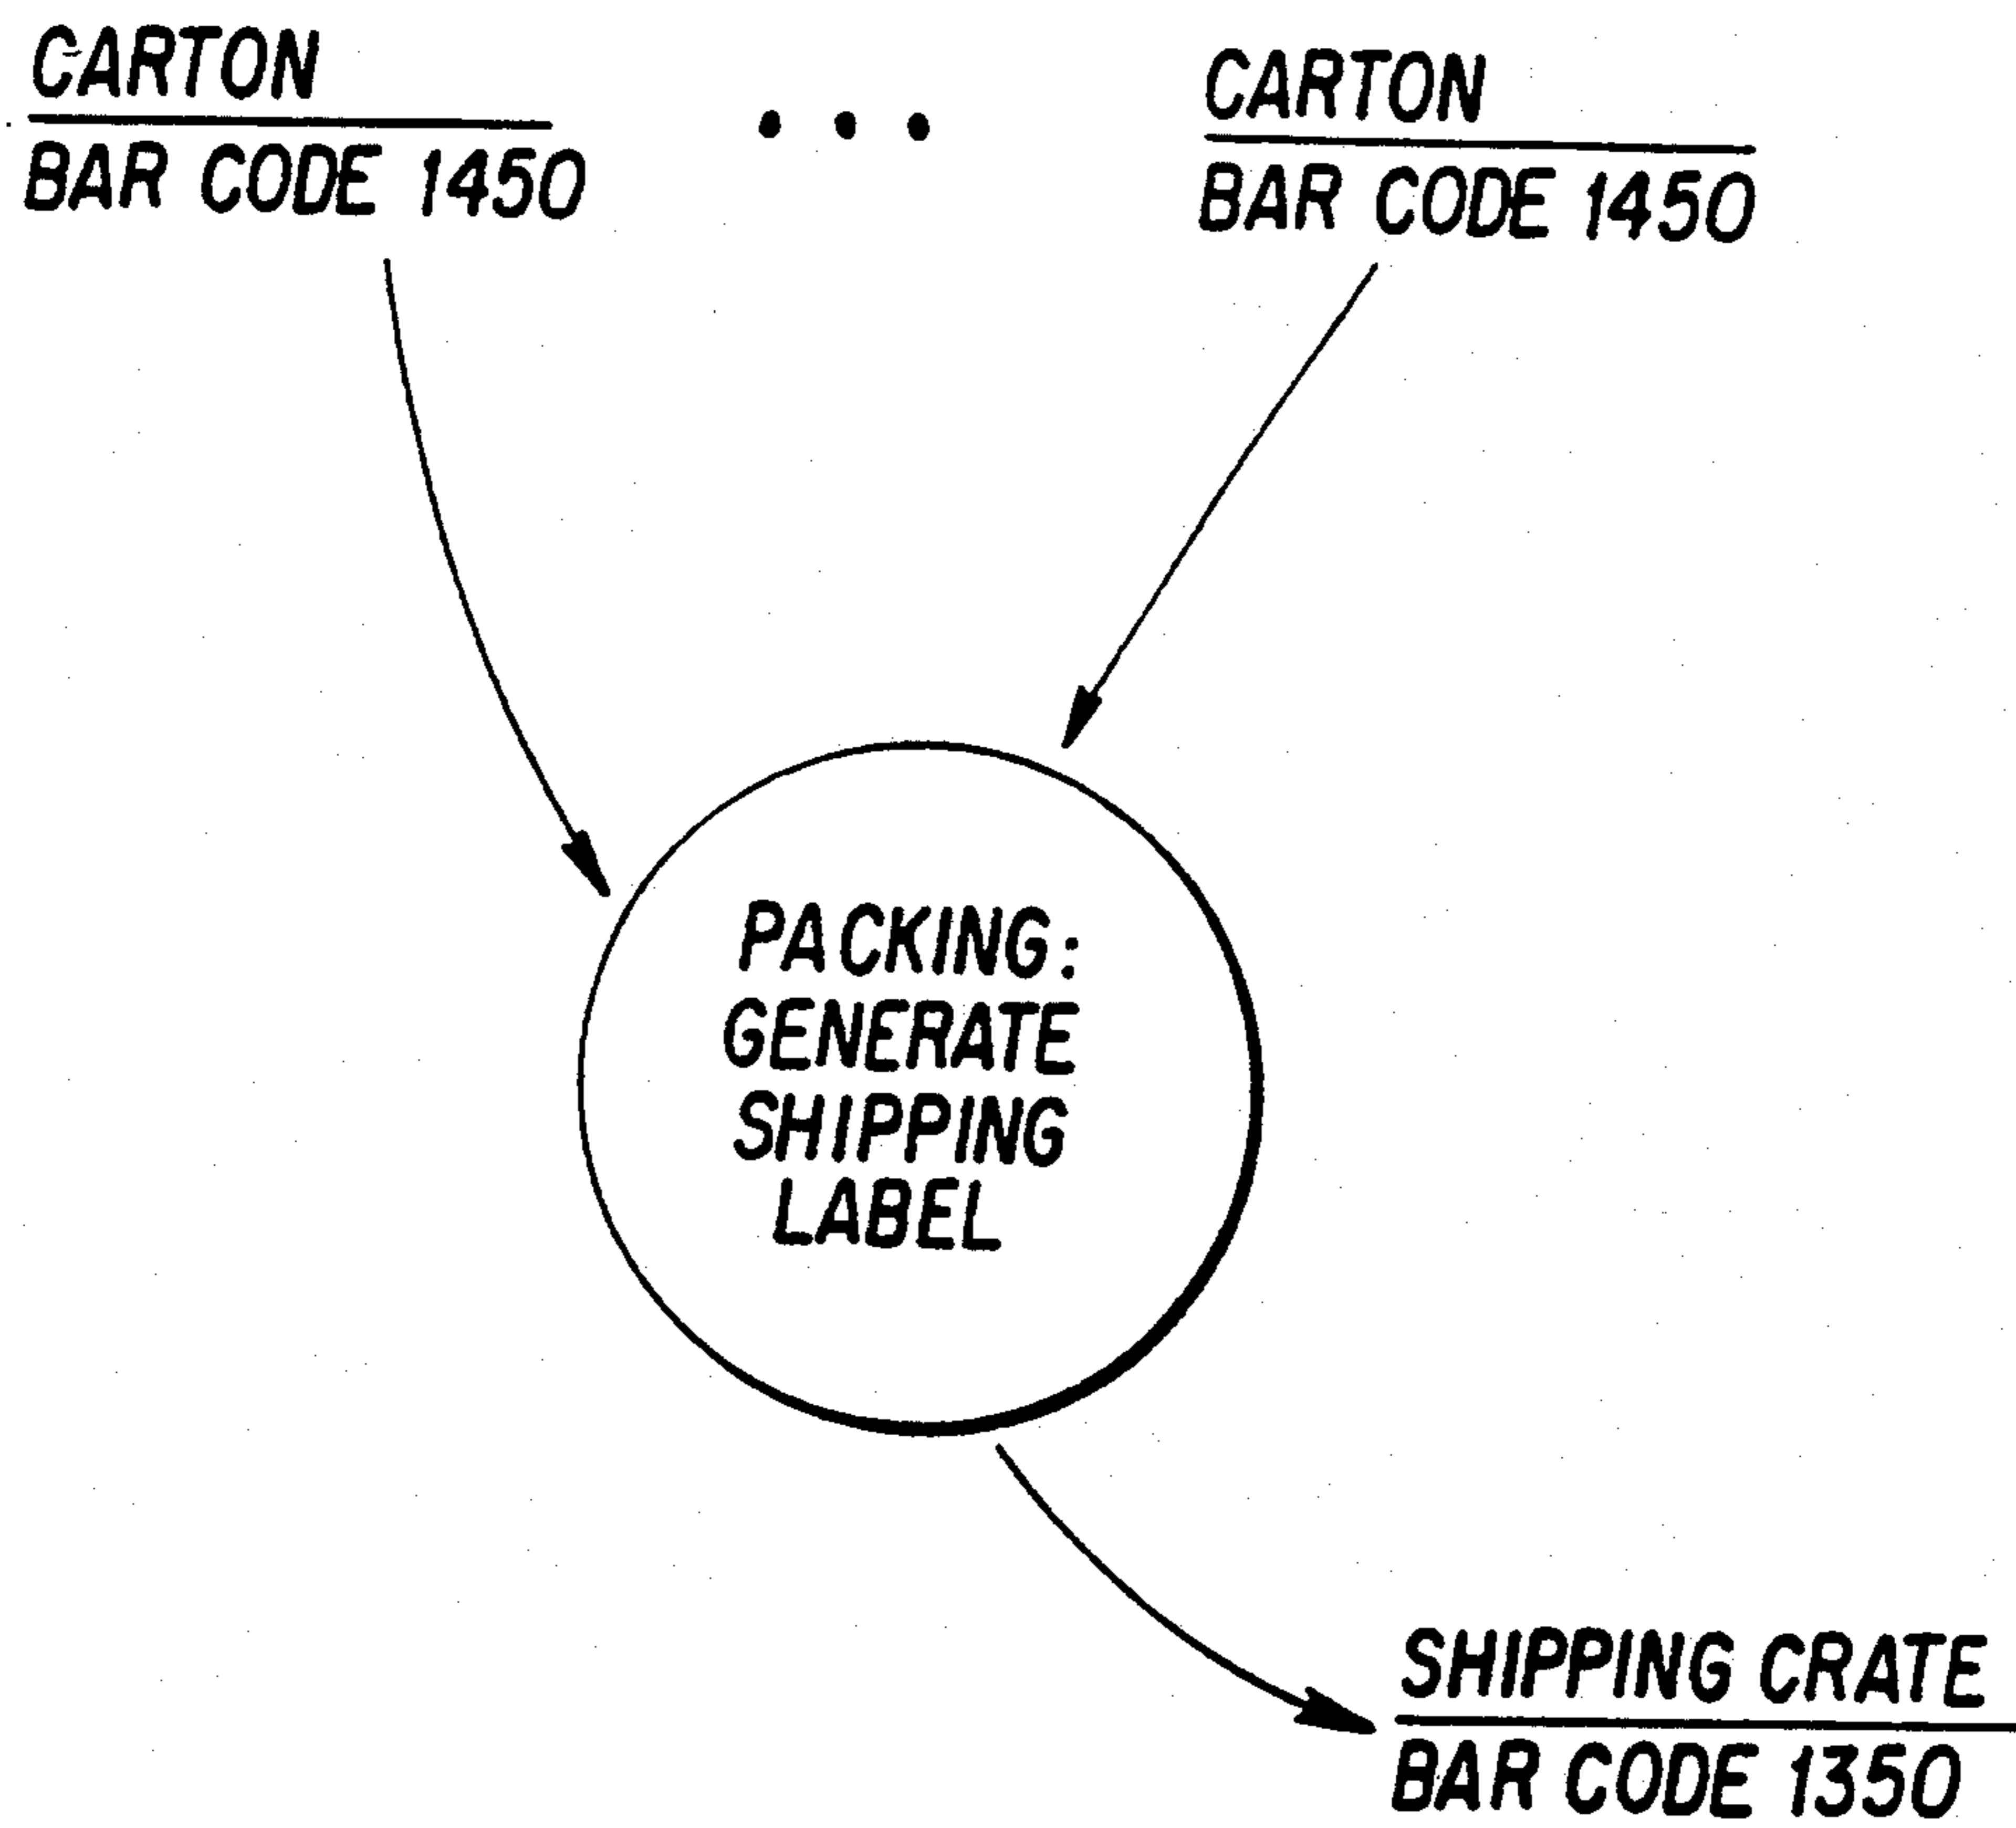 CARTON
BAR CODE 1450
• • •
CARTON
BAR CODE 1450
PACKING:
GENERATE
SHIPPING
LABEL
SHIPPING CRATE
BAR CODE 1350